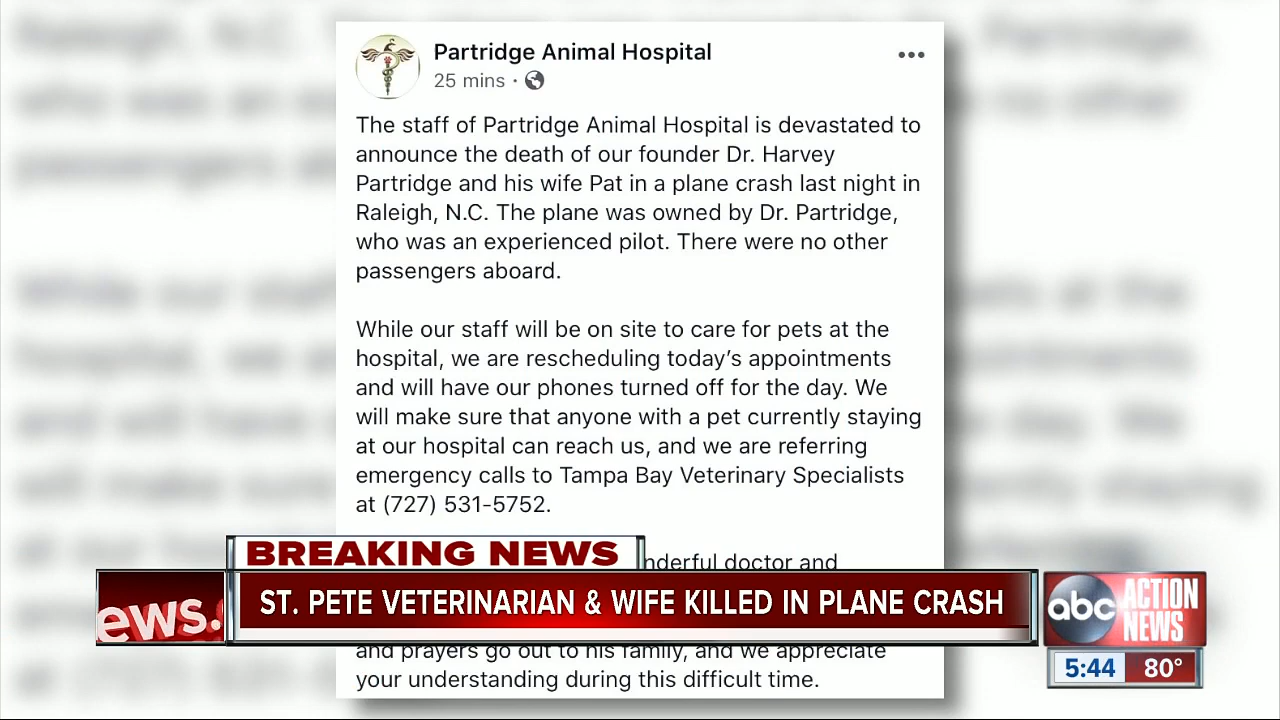 Partridge Animal Hospital
25 mins ·
The staff of Partridge Animal Hospital is devastated to
announce the death of our founder Dr. Harvey
Partridge and his wife Pat in a plane crash last night in
Raleigh, N.C. The plane was owned by Dr. Partridge,
who was an experienced pilot. There were no other
passengers aboard.
While our staff will be on site to care for pets at the
hospital, we are rescheduling today's appointments
and will have our phones turned off for the day. We
will make sure that anyone with a pet currently staying
at our hospital can reach us, and we are referring
emergency calls to Tampa Bay Veterinary Specialists
at (727) 531-5752.
nderful doctor and
BREAKING NEWS
ews.
ST. PETE VETERINARIAN & WIFE KILLED IN PLANE CRASH
abc ACTION
NEWS
and prayers go out to his family, and we appreciate
your understanding during this difficult time.
5:44 80°